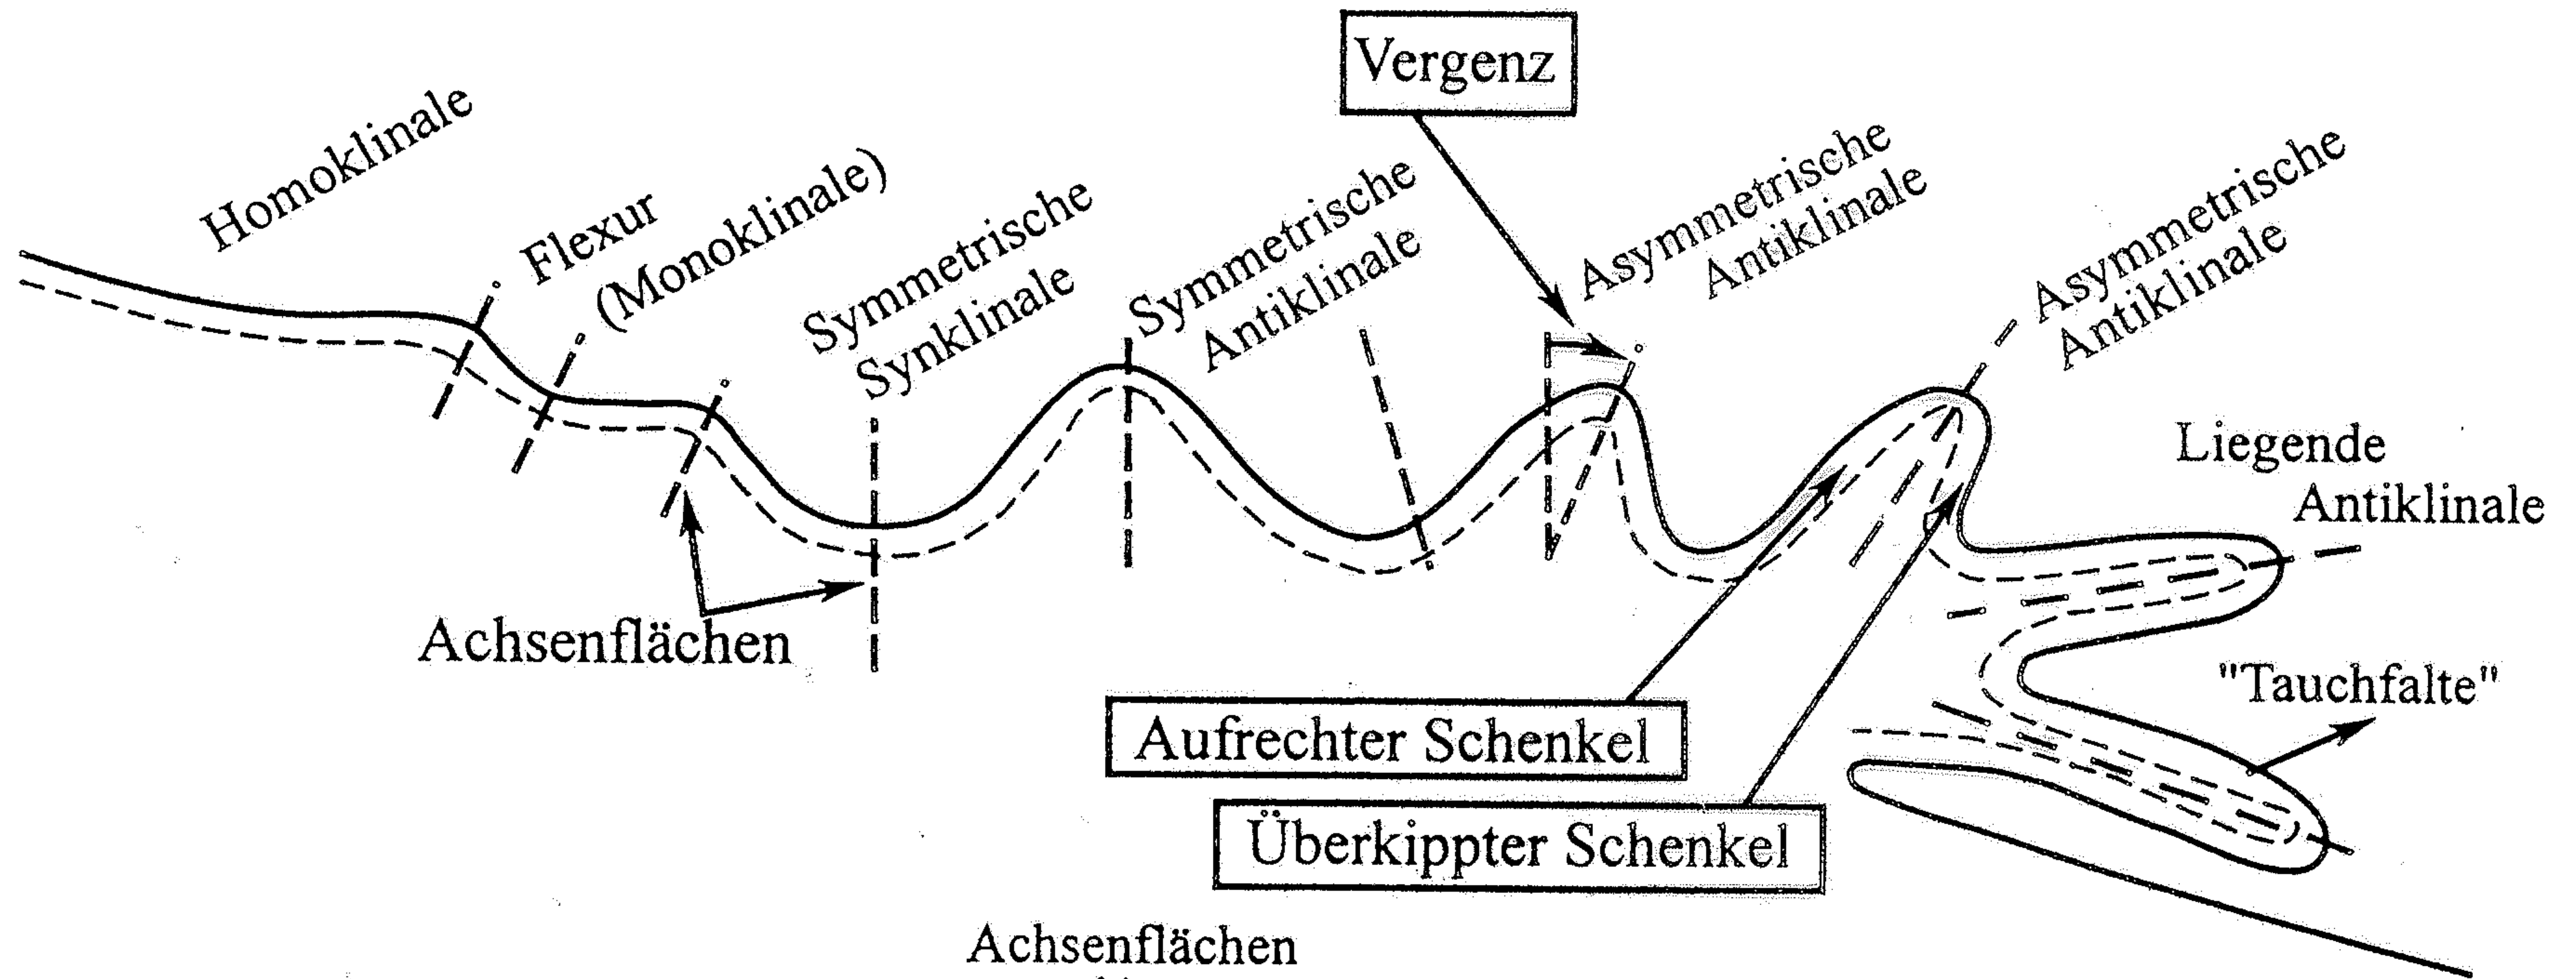 Vergenz
Homoklinale
Flexur
(Monoklinale)
Symmetrische
Synklinale
Symmetrische
Antiklinale
Asymmetrische
Antiklinale
Asymmetrische
Antiklinale
Liegende
Antiklinale
Achsenflächen
"Tauchfalte"
Aufrechter Schenkel
Überkippter Schenkel
Achsenflächen